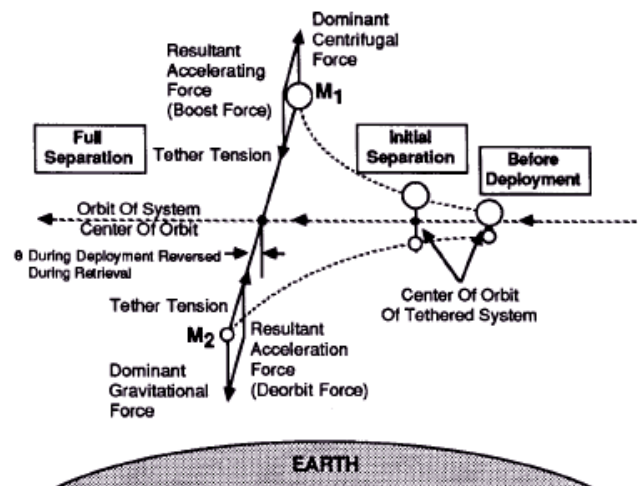 Dominant
Centrifugal
Force
Resultant
Accelerating
Force
(Boost Force)
M1
Full
Separation
Tether Tension
Initial
Separation
Before
Deployment
Orbit Of System
Center Of Orbit
θ During Deployment Reversed
During Retrieval
Tether Tension
M2
Center Of Orbit
Of Tethered System
Resultant
Acceleration
Force
(Deorbit Force)
Dominant
Gravitational
Force
EARTH